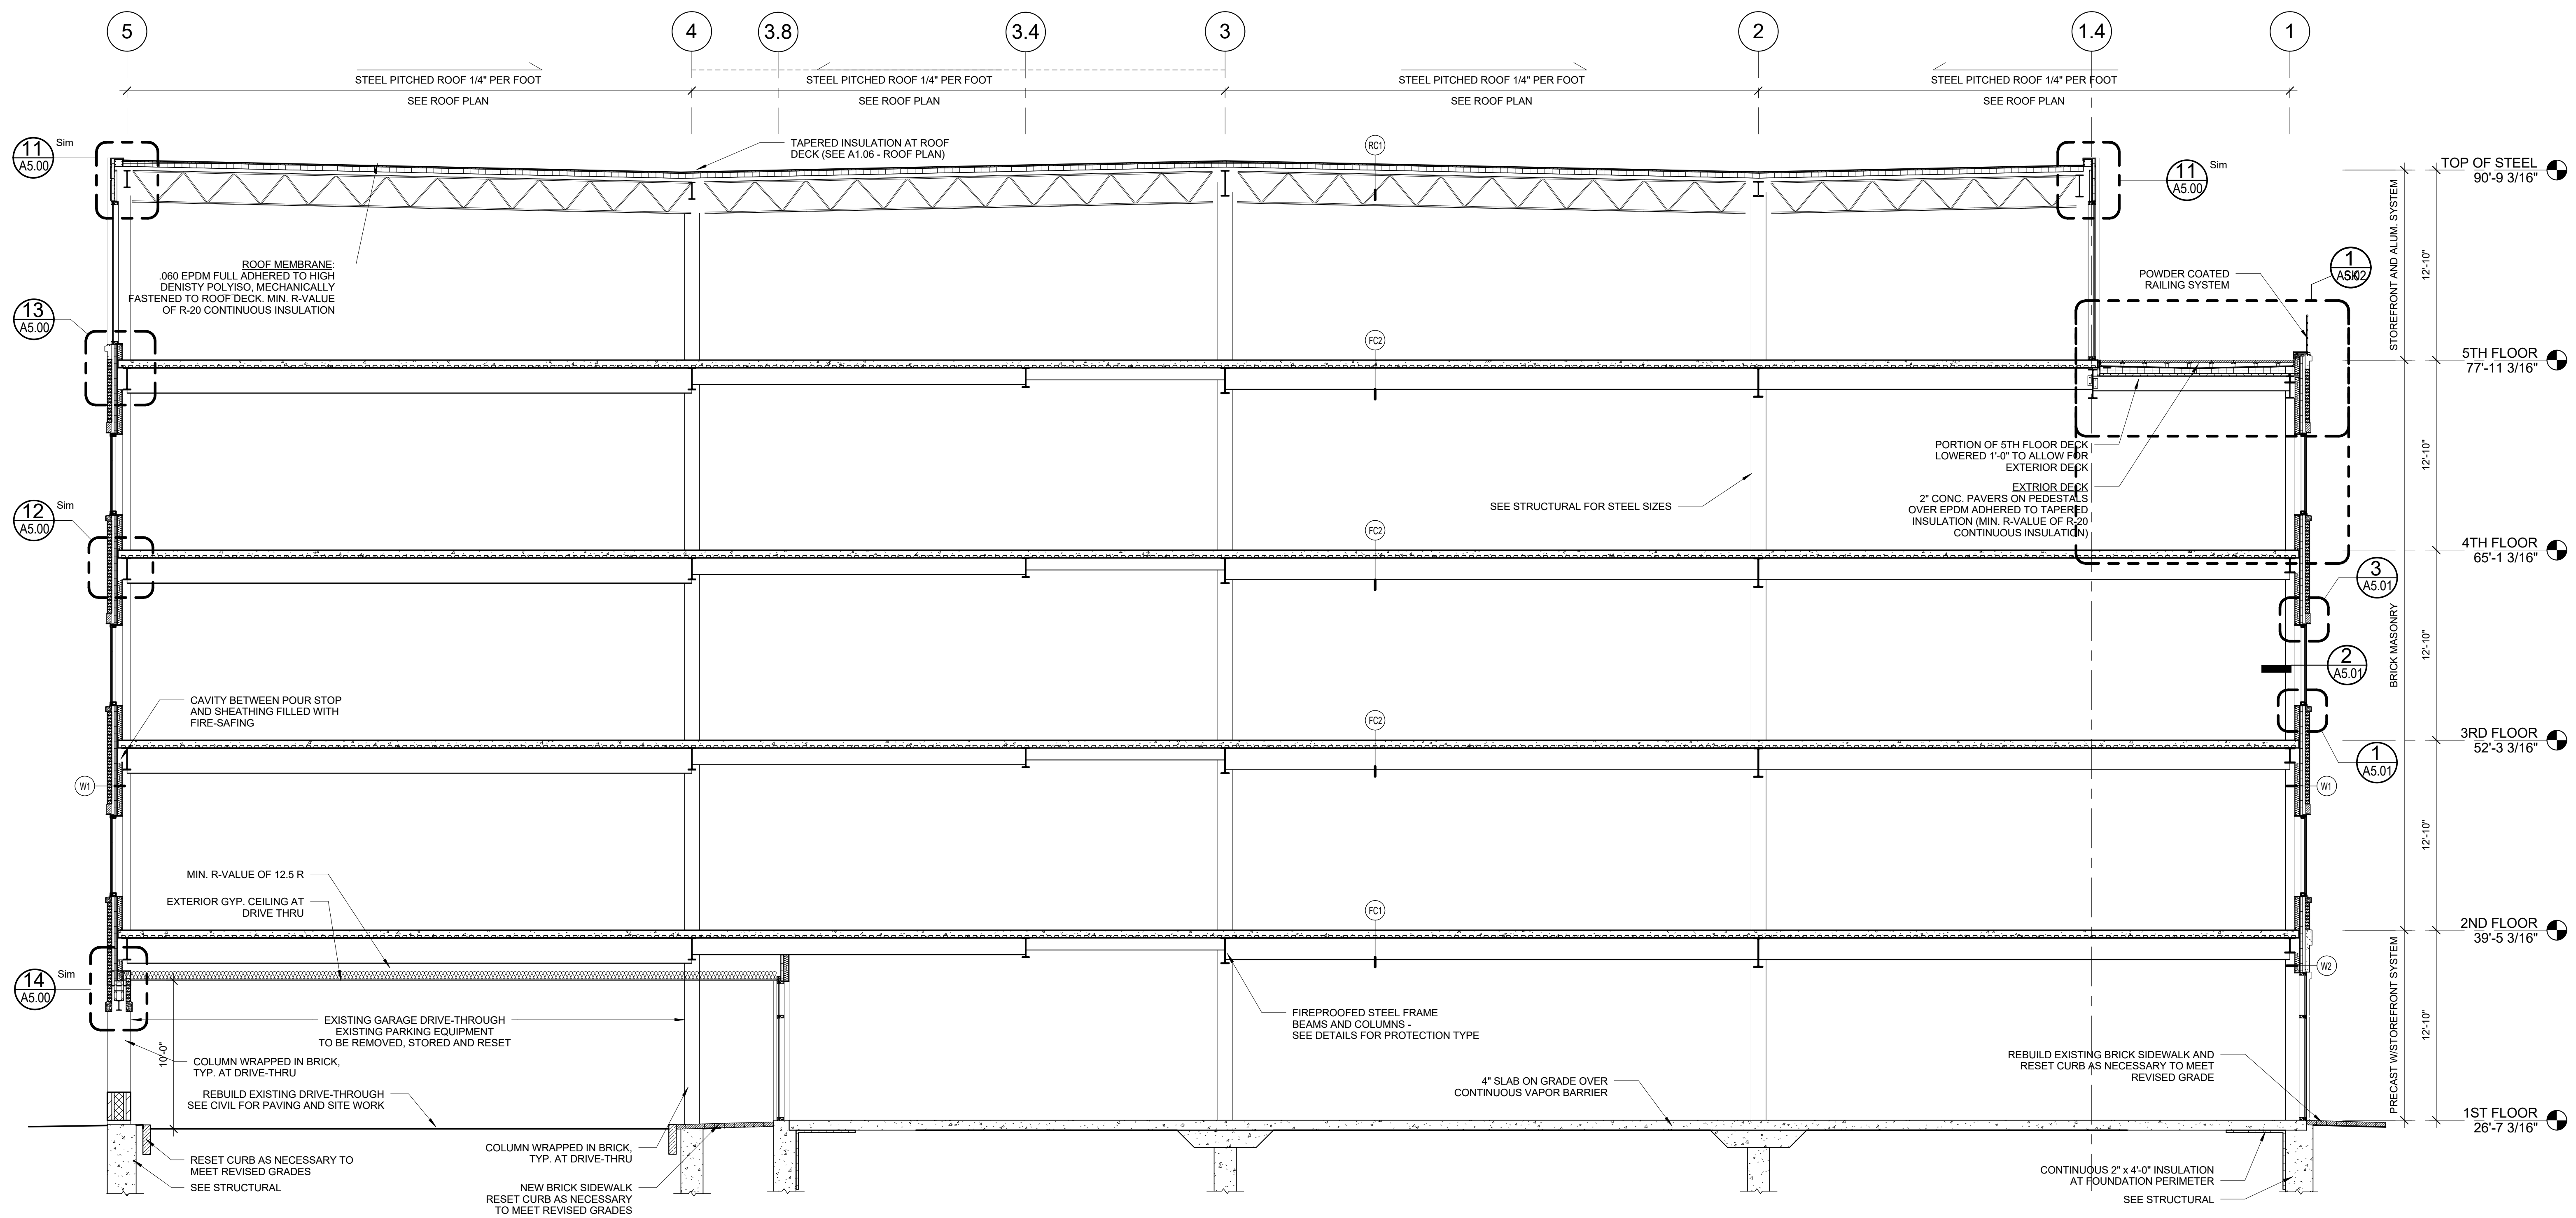 5
4
3.8
3.4
3
2
1.4
1
STEEL PITCHED ROOF 1/4" PER FOOT
SEE ROOF PLAN
STEEL PITCHED ROOF 1/4" PER FOOT
SEE ROOF PLAN
STEEL PITCHED ROOF 1/4" PER FOOT
SEE ROOF PLAN
STEEL PITCHED ROOF 1/4" PER FOOT
SEE ROOF PLAN
11
A5.00
Sim
TAPERED INSULATION AT ROOF
DECK (SEE A1.06 - ROOF PLAN)
RC1
11
A5.00
Sim
TOP OF STEEL
90'-9 3/16"
ROOF MEMBRANE:
.060 EPDM FULL ADHERED TO HIGH
DENISTY POLYISO, MECHANICALLY
FASTENED TO ROOF DECK. MIN. R-VALUE
OF R-20 CONTINUOUS INSULATION
POWDER COATED
RAILING SYSTEM
1
STOREFRONT AND ALUM. SYSTEM
12'-10"
13
A5.00
FC2
5TH FLOOR
77'-11 3/16"
PORTION OF 5TH FLOOR DECK
LOWERED 1'-0" TO ALLOW FOR
EXTERIOR DECK
EXTRIOR DECK
2" CONC. PAVERS ON PEDESTALS
OVER EPDM ADHERED TO TAPERED
INSULATION (MIN. R-VALUE OF R-20
CONTINUOUS INSULATION)
12'-10"
SEE STRUCTURAL FOR STEEL SIZES
12
A5.00
Sim
FC2
4TH FLOOR
65'-1 3/16"
3
A5.01
BRICK MASONRY
12'-10"
2
A5.01
CAVITY BETWEEN POUR STOP
AND SHEATHING FILLED WITH
FIRE-SAFING
FC2
3RD FLOOR
52'-3 3/16"
1
A5.01
W1
W1
12'-10"
MIN. R-VALUE OF 12.5 R
EXTERIOR GYP. CEILING AT
DRIVE THRU
FC1
2ND FLOOR
39'-5 3/16"
W2
14
A5.00
Sim
EXISTING GARAGE DRIVE-THROUGH
EXISTING PARKING EQUIPMENT
TO BE REMOVED, STORED AND RESET
FIREPROOFED STEEL FRAME
BEAMS AND COLUMNS -
SEE DETAILS FOR PROTECTION TYPE
PRECAST W/STOREFRONT SYSTEM
12'-10"
10'-0"
COLUMN WRAPPED IN BRICK,
TYP. AT DRIVE-THRU
REBUILD EXISTING DRIVE-THROUGH
SEE CIVIL FOR PAVING AND SITE WORK
4" SLAB ON GRADE OVER
CONTINUOUS VAPOR BARRIER
REBUILD EXISTING BRICK SIDEWALK AND
RESET CURB AS NECESSARY TO MEET
REVISED GRADE
1ST FLOOR
26'-7 3/16"
COLUMN WRAPPED IN BRICK,
TYP. AT DRIVE-THRU
RESET CURB AS NECESSARY TO
MEET REVISED GRADES
SEE STRUCTURAL
NEW BRICK SIDEWALK
RESET CURB AS NECESSARY
TO MEET REVISED GRADES
CONTINUOUS 2" x 4'-0" INSULATION
AT FOUNDATION PERIMETER
SEE STRUCTURAL